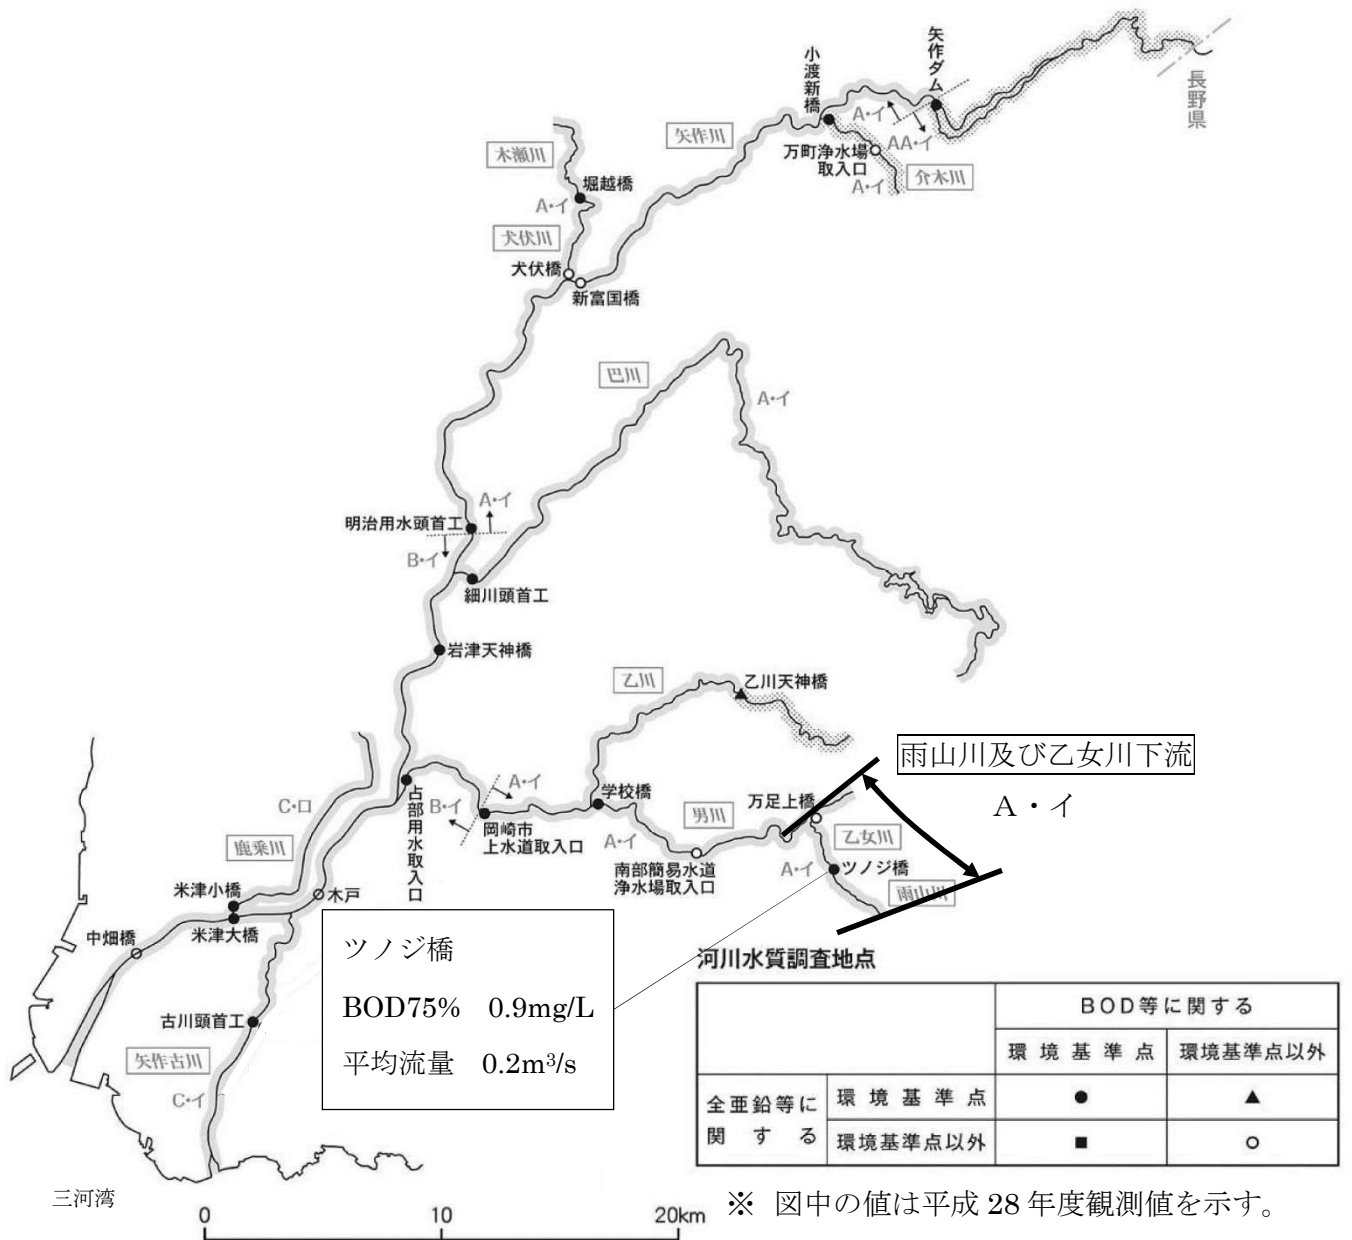 矢作ダム
小渡新橋
長野県
A・イ
AA・イ
矢作川
万町浄水場
取入口
A・イ
介木川
木瀬川
堀越橋
A・イ
犬伏川
犬伏橋
新富国橋
巴川
A・イ
A・イ
明治用水頭首工
B・イ
細川頭首工
岩津天神橋
乙川
乙川天神橋
雨山川及び乙女川下流
A・イ
C・ロ
占部用水取入口
B・イ
A・イ
岡崎市
上水道取入口
学校橋
A・イ
男川
万足上橋
乙女川
南部簡易水道
浄水場取入口
A・イ
ツノジ橋
雨山川
鹿乗川
米津小橋
木戸
中畑橋
米津大橋
ツノジ橋
BOD75% 0.9mg/L
平均流量 0.2m³/s
古川頭首工
矢作古川
C・イ
河川水質調査地点
BOD等に関する
環境基準点 環境基準点以外
全亜鉛等に
関する
環境基準点 ● ▲
環境基準点以外 ■ ○
三河湾
0 10 20km
※ 図中の値は平成 28 年度観測値を示す。